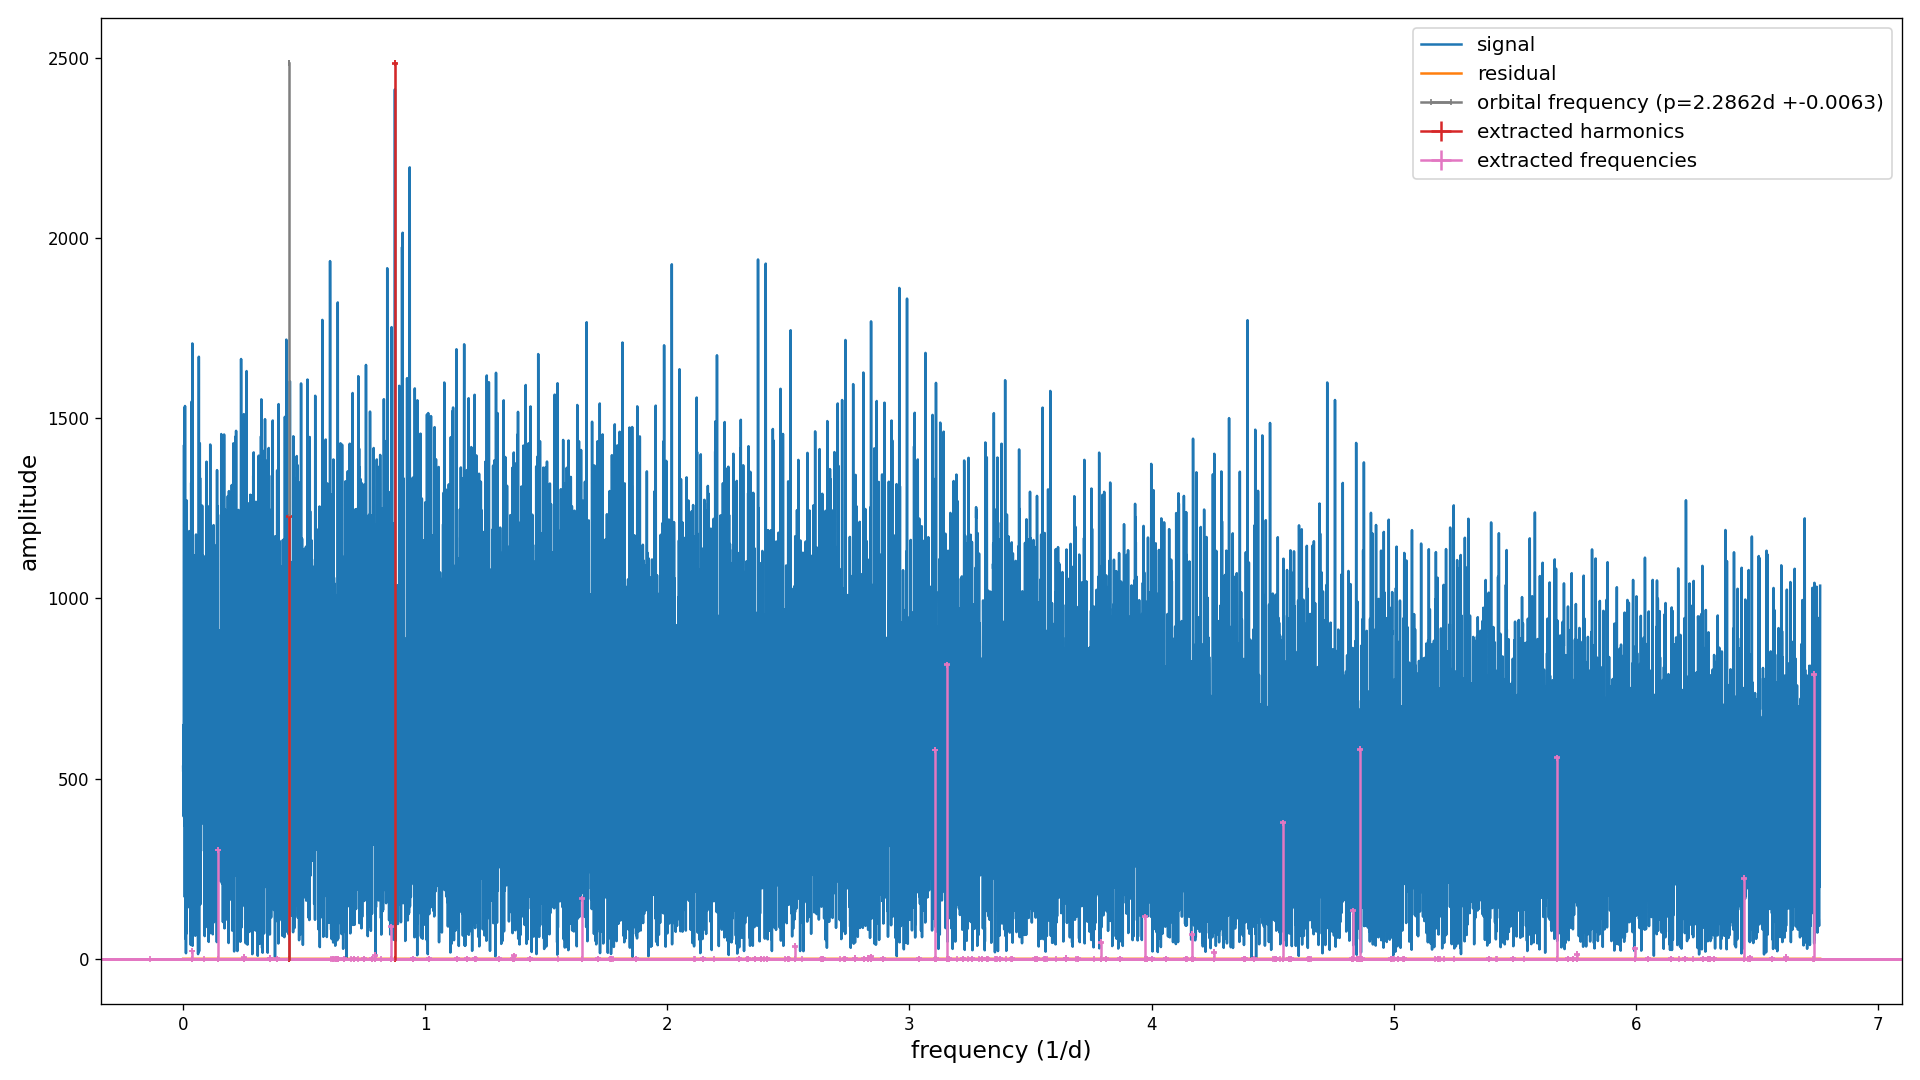 signal
residual
orbital frequency (p=2.2862d +-0.0063)
extracted harmonics
extracted frequencies
2500
2000
1500
1000
500
0
amplitude
0 1 2 3 4 5 6 7
frequency (1/d)